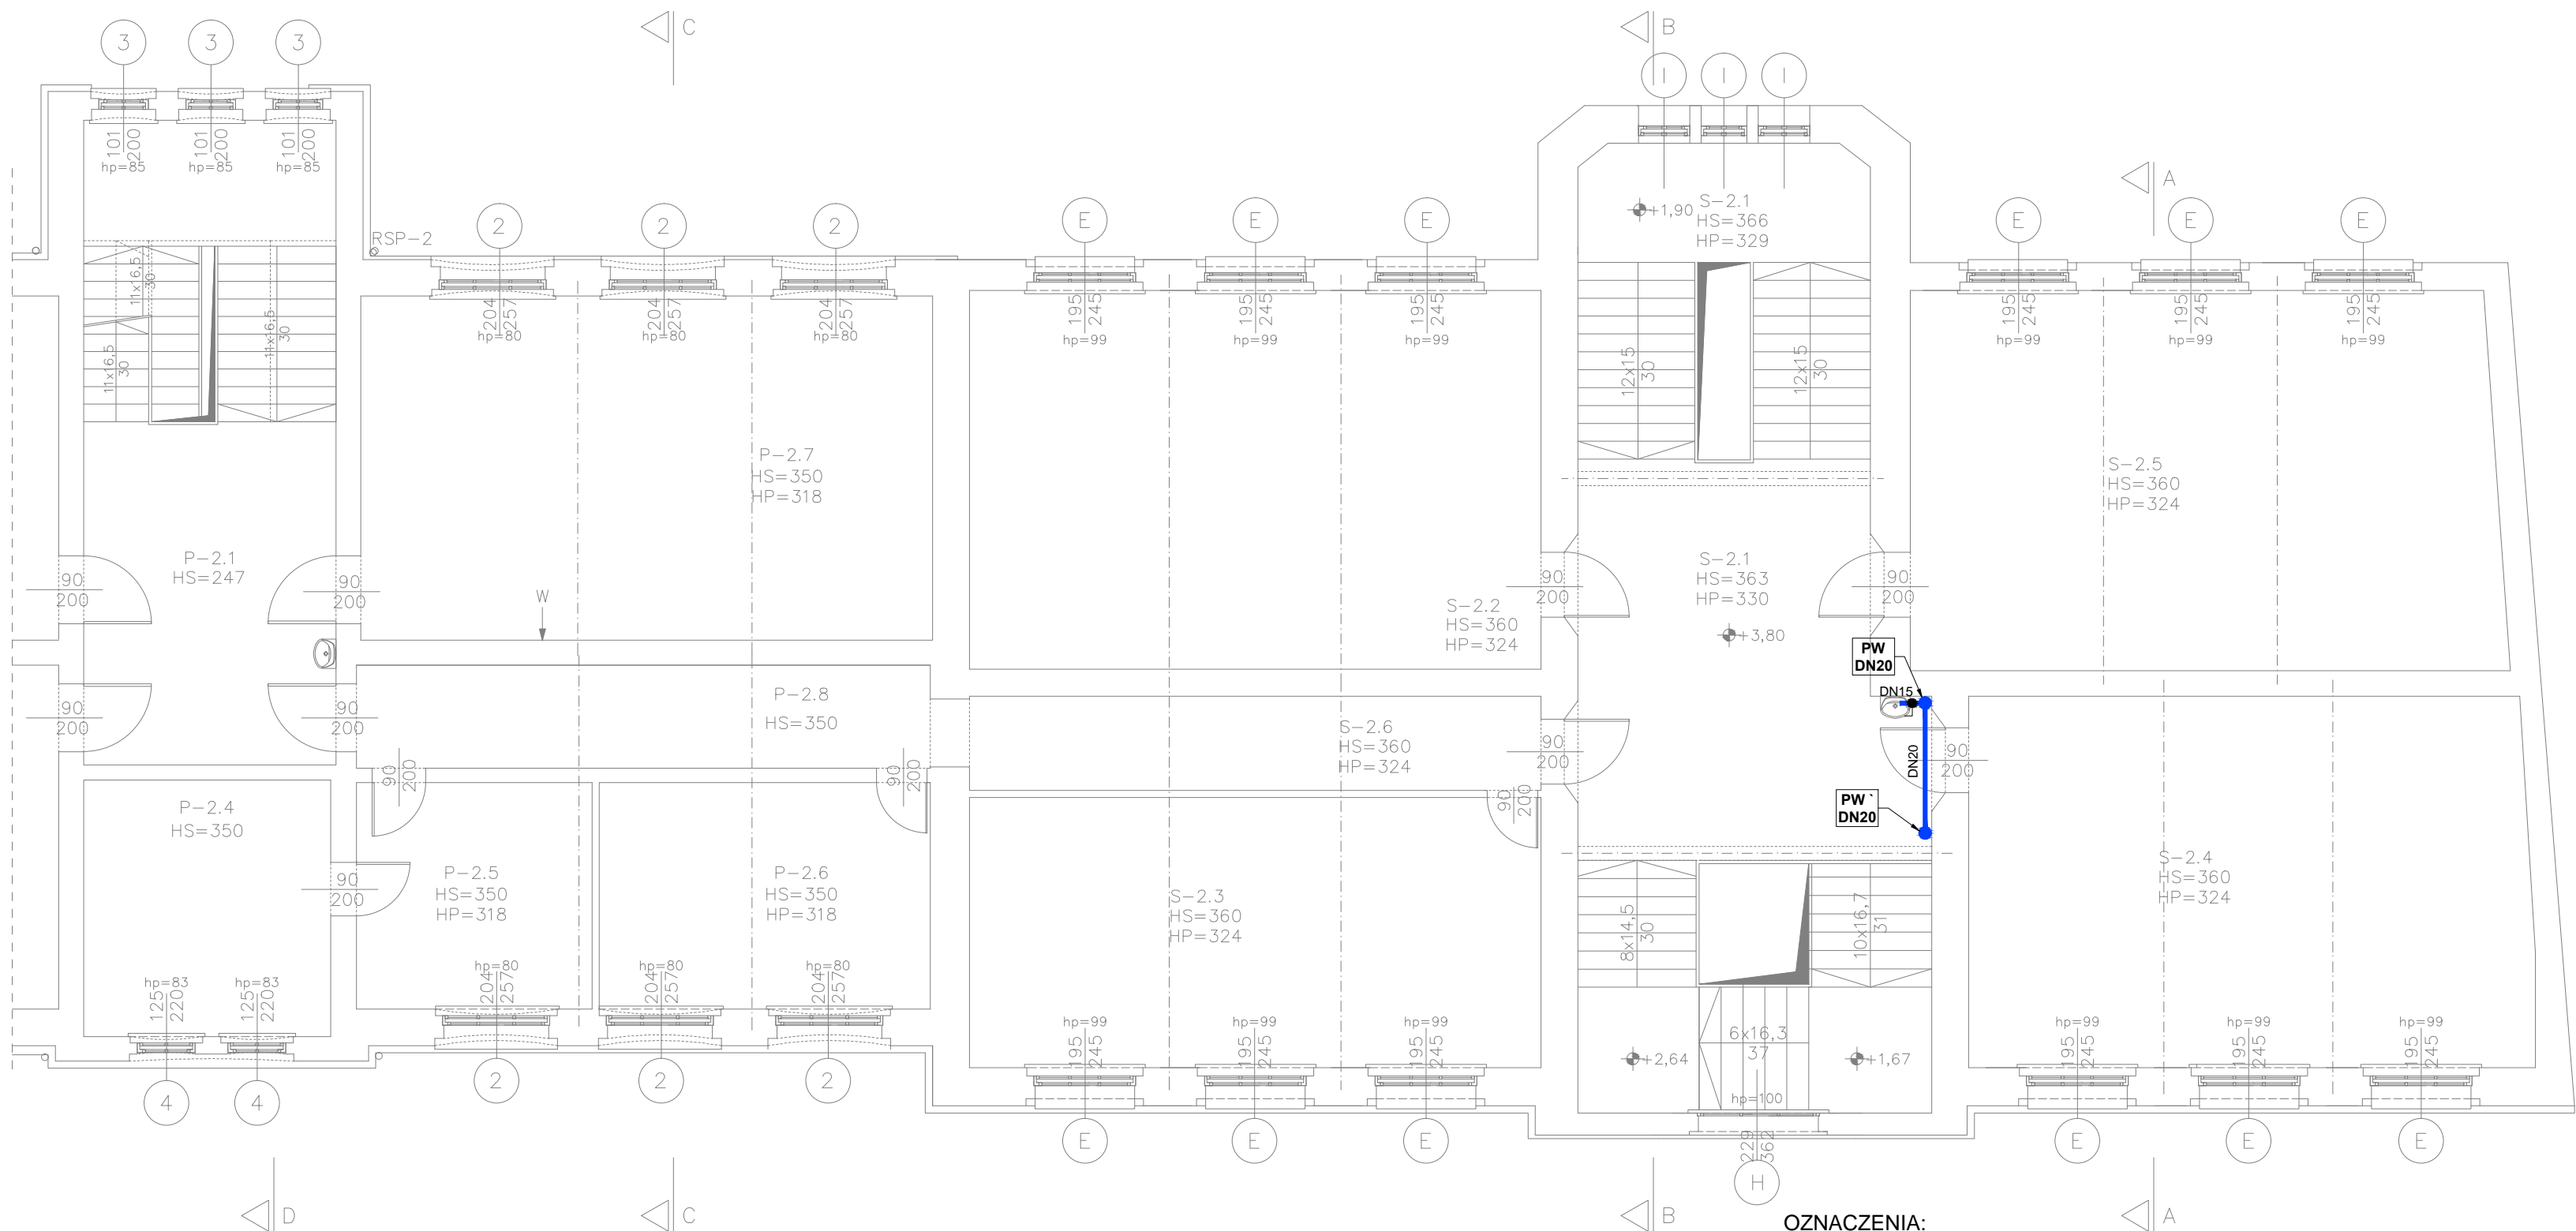 C
B
3
3
3
I
I
I
101
200
hp=85
101
200
hp=85
101
200
hp=85
A
S-2.1
HS=366
HP=329
+1,90
2
2
2
E
E
E
E
E
E
RSP-2
11x16,5
30
11x16,5
30
11x16,5
30
204
257
hp=80
204
257
hp=80
204
257
hp=80
195
245
hp=99
195
245
hp=99
195
245
hp=99
12x15
30
12x15
30
195
245
hp=99
195
245
hp=99
195
245
hp=99
P-2.7
HS=350
HP=318
S-2.5
HS=360
HP=324
P-2.1
HS=247
90
200
90
200
W
S-2.2
HS=360
HP=324
90
200
S-2.1
HS=363
HP=330
+3,80
90
200
PW
DN20
DN15
90
200
90
200
P-2.8
HS=350
S-2.6
HS=360
HP=324
90
200
DN20
90
200
90
200
90
200
90
200
PW `
DN20
P-2.4
HS=350
90
200
P-2.5
HS=350
HP=318
P-2.6
HS=350
HP=318
S-2.3
HS=360
HP=324
8x14,5
30
10x16,7
31
S-2.4
HS=360
HP=324
hp=83
125
220
hp=83
125
220
hp=80
204
257
hp=80
204
257
hp=80
204
257
hp=99
195
245
hp=99
195
245
hp=99
195
245
+2,64
6x16,3
37
+1,67
hp=100
229
362
hp=99
195
245
hp=99
195
245
hp=99
195
245
4
4
2
2
2
E
E
E
H
E
E
E
D
C
B
A
OZNACZENIA: